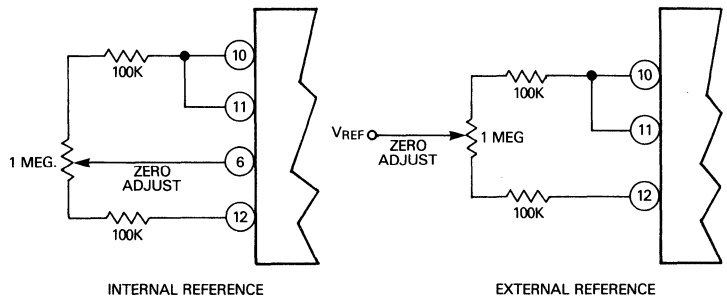 100K
10
11
1 MEG.
ZERO
ADJUST
6
100K
12
INTERNAL REFERENCE
100K
10
11
VREF
ZERO
ADJUST
1 MEG
100K
12
EXTERNAL REFERENCE